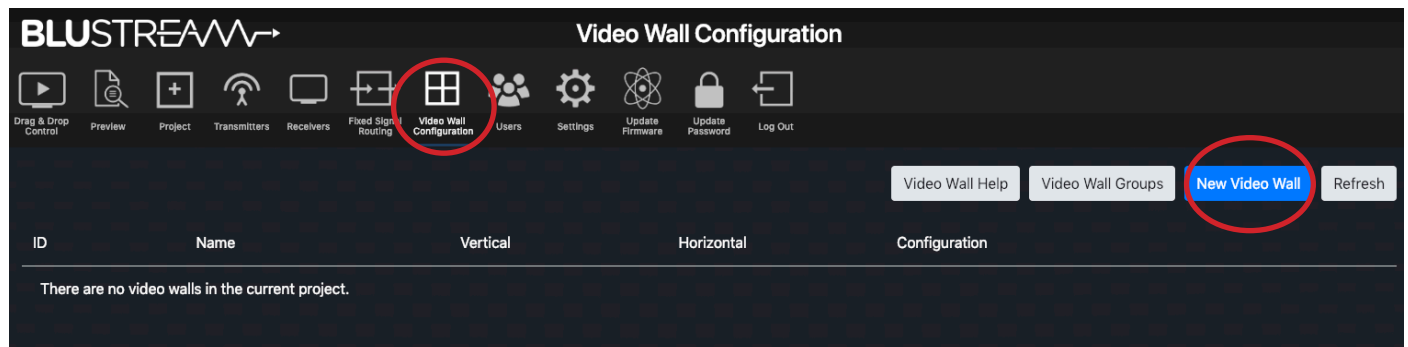 BLUSTREAM
Video Wall Configuration
Drag & Drop
Control
Preview
Project
Transmitters
Receivers
Fixed Signal
Routing
Video Wall
Configuration
Users
Settings
Update
Firmware
Update
Password
Log Out
Video Wall Help
Video Wall Groups
New Video Wall
Refresh
ID Name Vertical Horizontal Configuration
There are no video walls in the current project.